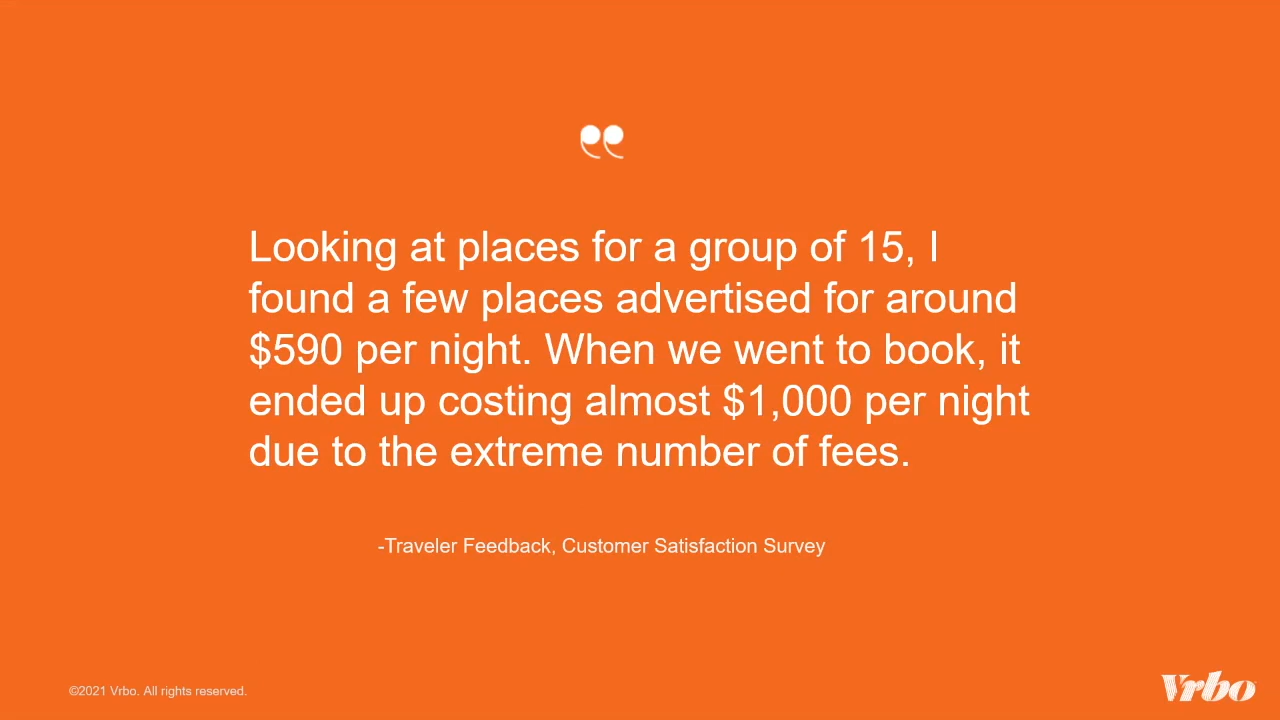 Looking at places for a group of 15, I
found a few places advertised for around
$590 per night. When we went to book, it
ended up costing almost $1,000 per night
due to the extreme number of fees.
-Traveler Feedback, Customer Satisfaction Survey
©2021 Vrbo. All rights reserved.
Vrbo